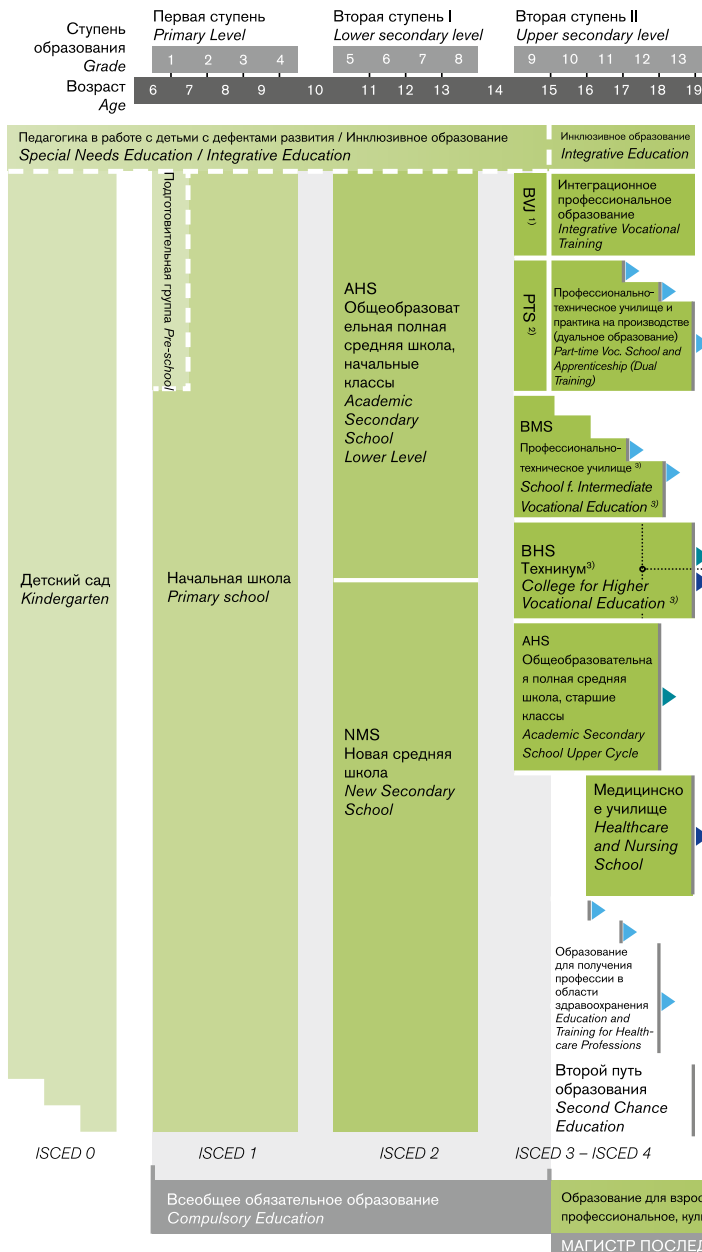 Ступень
образования
Grade
Возраст
Age
Первая ступень
Primary Level
Вторая ступень I
Lower secondary level
Вторая ступень II
Upper secondary level
1 2 3 4 5 6 7 8 9 10 11 12 13
6 7 8 9 10 11 12 13 14 15 16 17 18 19
Педагогика в работе с детьми с дефектами развития / Инклюзивное образование
Special Needs Education / Integrative Education
Инклюзивное образование
Integrative Education
Детский сад
Kindergarten
Подготовительная группа Pre-school
Начальная школа
Primary school
AHS
Общеобразоват
ельная полная
средняя школа,
начальные
классы
Academic
Secondary
School
Lower Level
NMS
Новая средняя
школа
New Secondary
School
BVJ 1)
Интеграционное
профессиональное
образование
Integrative Vocational
Training
PTS 2)
Профессионально-
техническое училище и
практика на производстве
(дуальное образование)
Part-time Voc. School and
Apprenticeship (Dual
Training)
BMS
Профессионально-
техническое училище 3)
School f. Intermediate
Vocational Education 3)
BHS
Техникум3)
College for Higher
Vocational Education 3)
AHS
Общеобразовательна
я полная средняя
школа, старшие
классы
Academic Secondary
School Upper Cycle
Медицинско
е училище
Healthcare
and Nursing
School
Образование
для получения
профессии в
области
здравоохранения
Education and
Training for Health-
care Professions
Второй путь
образования
Second Chance
Education
ISCED 0
ISCED 1
ISCED 2
ISCED 3 – ISCED 4
Всеобщее обязательное образование
Compulsory Education
Образование для взрос
профессиональное, кул
МАГИСТР ПОСЛЕД